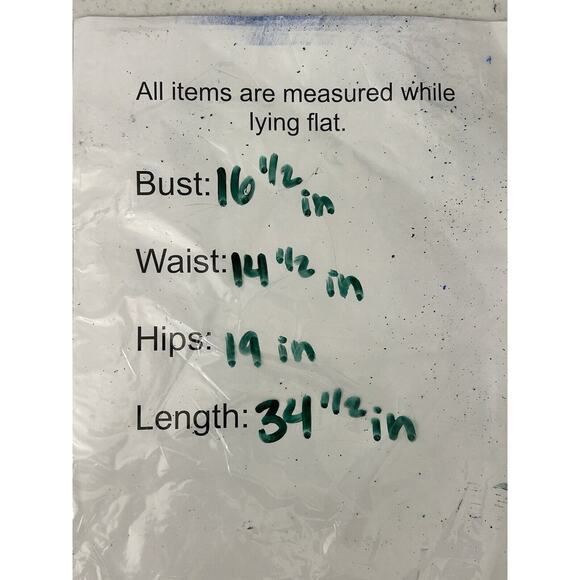 All items are measured while
lying flat.
Bust: 16 1/2 in
Waist: 14 1/2 in
Hips: 19 in
Length: 34 1/2 in